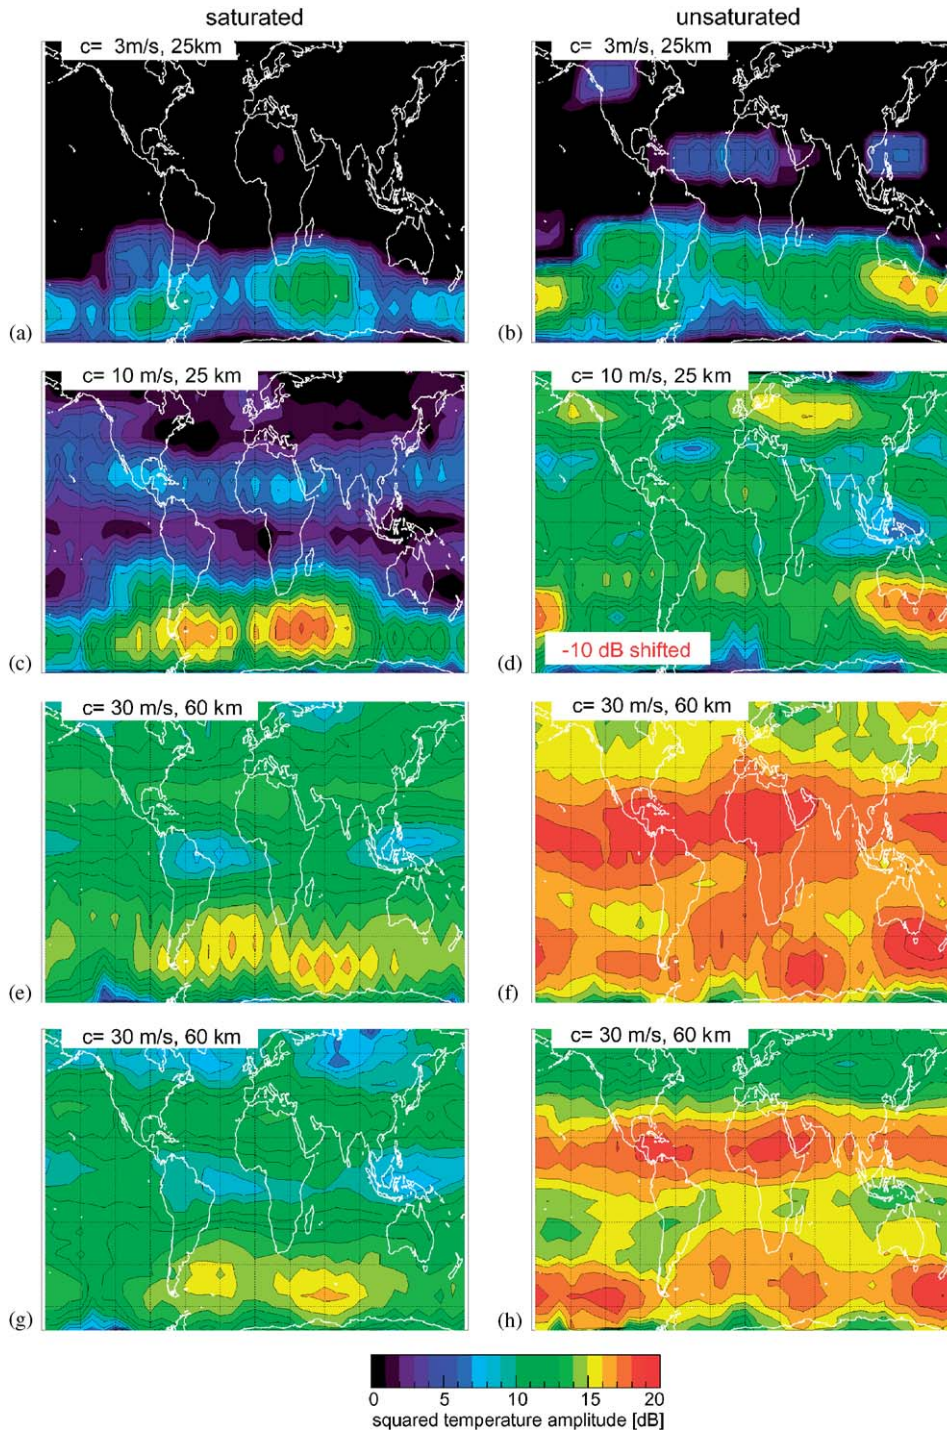 saturated unsaturated
c= 3m/s, 25km c= 3m/s, 25km
(a) (b)
c= 10 m/s, 25 km c= 10 m/s, 25 km
-10 dB shifted
(c) (d)
c= 30 m/s, 60 km c= 30 m/s, 60 km
(e) (f)
c= 30 m/s, 60 km c= 30 m/s, 60 km
(g) (h)
0 5 10 15 20
squared temperature amplitude [dB]